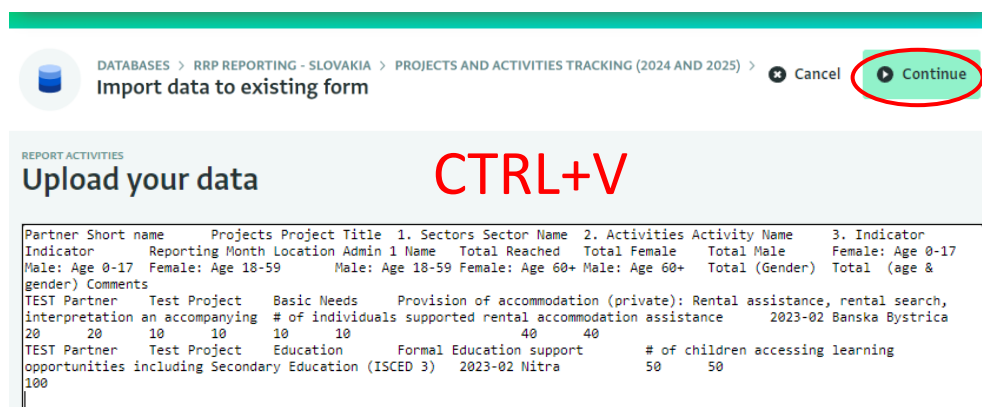 DATABASES > RRP REPORTING - SLOVAKIA > PROJECTS AND ACTIVITIES TRACKING (2024 AND 2025) >
Import data to existing form
Cancel
Continue
REPORT ACTIVITIES
Upload your data
CTRL+V
Partner Short name Projects Project Title 1. Sectors Sector Name 2. Activities Activity Name 3. Indicator
Indicator Reporting Month Location Admin 1 Name Total Reached Total Female Total Male Female: Age 0-17
Male: Age 0-17 Female: Age 18-59 Male: Age 18-59 Female: Age 60+ Male: Age 60+ Total (Gender) Total (age &
gender) Comments
TEST Partner Test Project Basic Needs Provision of accommodation (private): Rental assistance, rental search,
interpretation an accompanying # of individuals supported rental accommodation assistance 2023-02 Banska Bystrica
20 20 10 10 10 10 40 40
TEST Partner Test Project Education Formal Education support # of children accessing learning
opportunities including Secondary Education (ISCED 3) 2023-02 Nitra 50 50
100